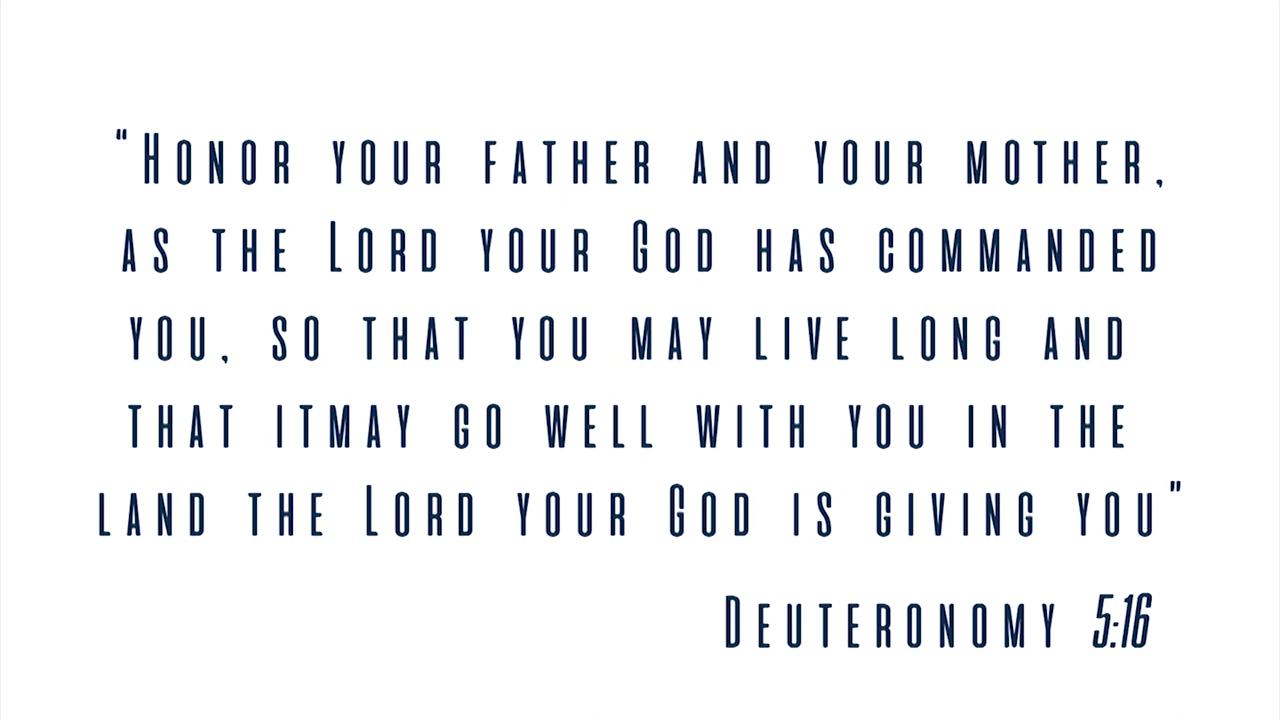 “Honor your father and your mother,
as the Lord your God has commanded
you, so that you may live long and
that itmay go well with you in the
land the Lord your God is giving you”
Deuteronomy 5:16